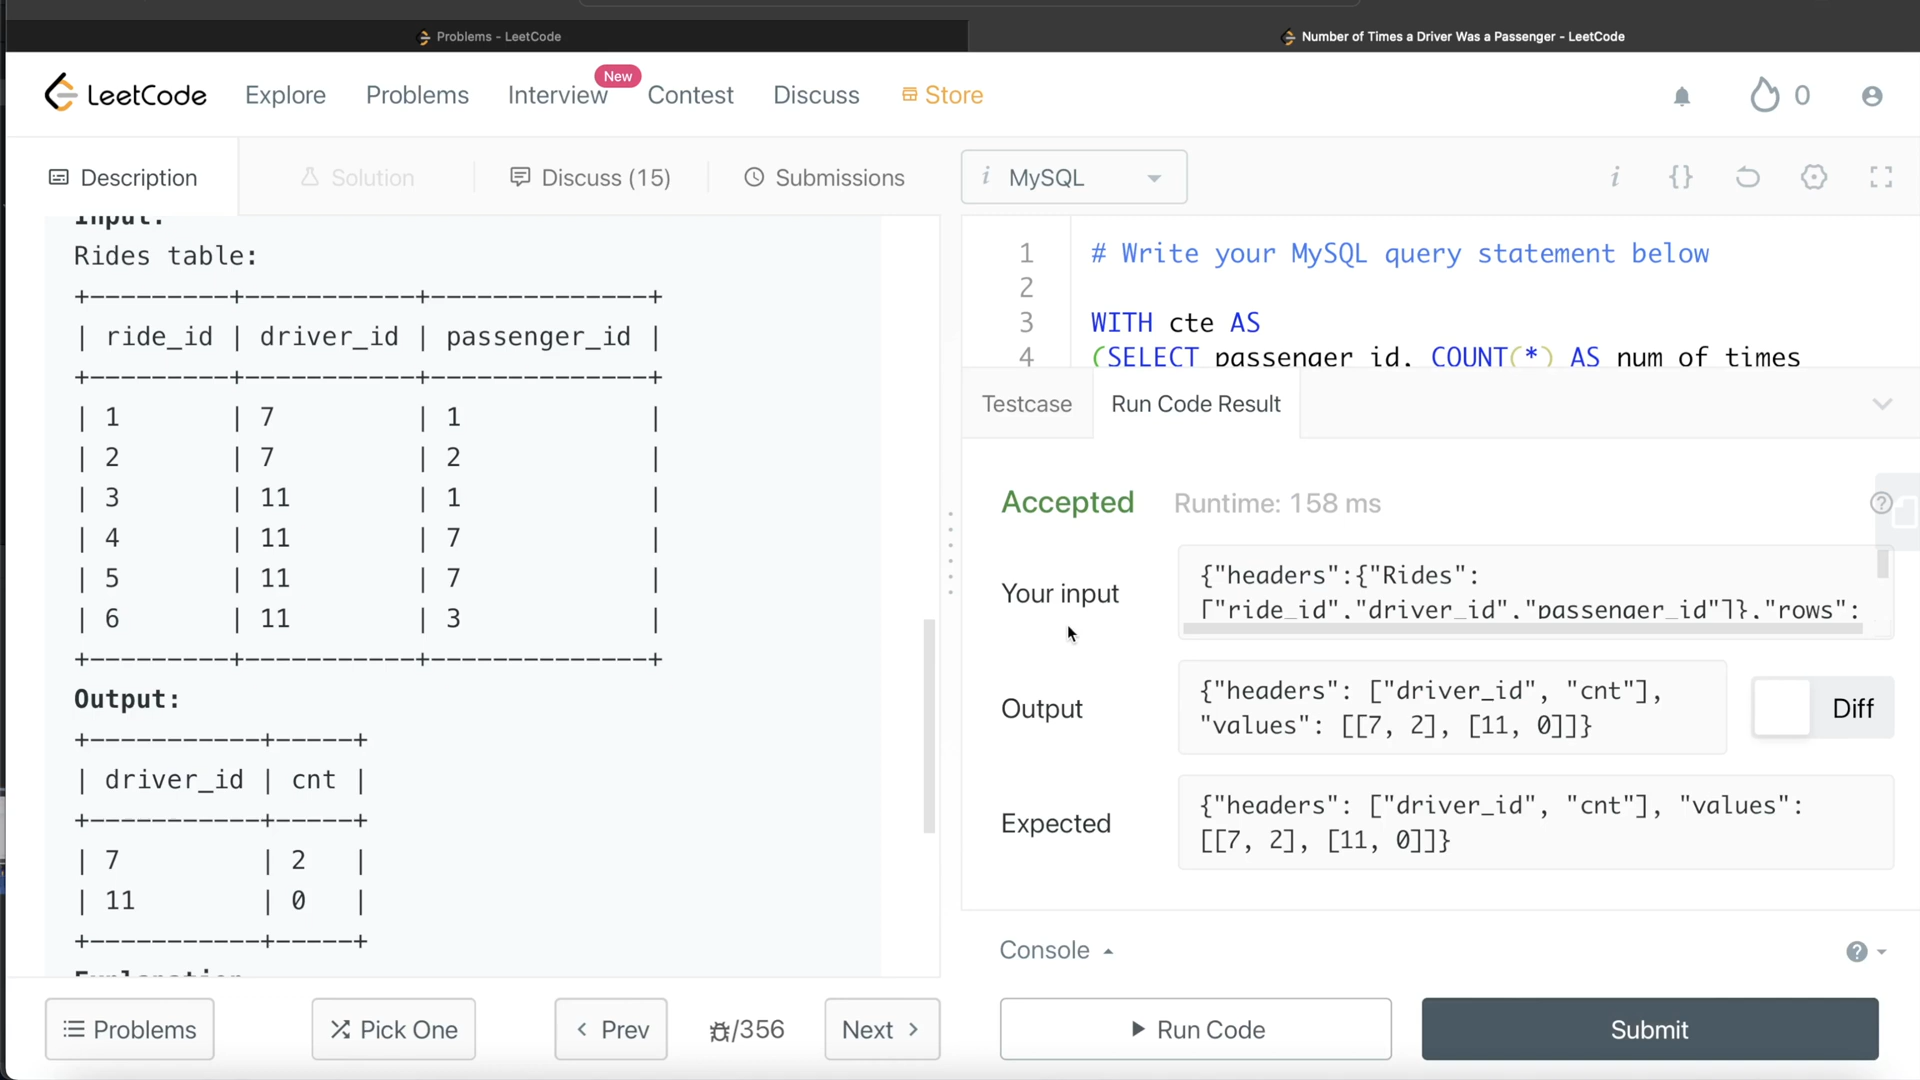 Problems - LeetCode
Number of Times a Driver Was a Passenger - LeetCode
LeetCode
Explore
Problems
Interview
New
Contest
Discuss
Store
0
Description
Solution
Discuss (15)
Submissions
i MySQL
i {}
Input:
Rides table:
+---------+-----------+--------------+
| ride_id | driver_id | passenger_id |
+---------+-----------+--------------+
| 1       | 7         | 1            |
| 2       | 7         | 2            |
| 3       | 11        | 1            |
| 4       | 11        | 7            |
| 5       | 11        | 7            |
| 6       | 11        | 3            |
+---------+-----------+--------------+
Output:
+-----------+-----+
| driver_id | cnt |
+-----------+-----+
| 7         | 2   |
| 11        | 0   |
+-----------+-----+
Explanation
1 # Write your MySQL query statement below
2
3 WITH cte AS
4 (SELECT passenger_id, COUNT(*) AS num_of_times
Testcase
Run Code Result
Accepted
Runtime: 158 ms
Your input
{"headers":{"Rides":
["ride_id","driver_id","passenger_id"]},"rows":
Output
{"headers": ["driver_id", "cnt"],
"values": [[7, 2], [11, 0]]}
Diff
Expected
{"headers": ["driver_id", "cnt"], "values":
[[7, 2], [11, 0]]}
Console
Problems
Pick One
Prev
/356
Next
Run Code
Submit